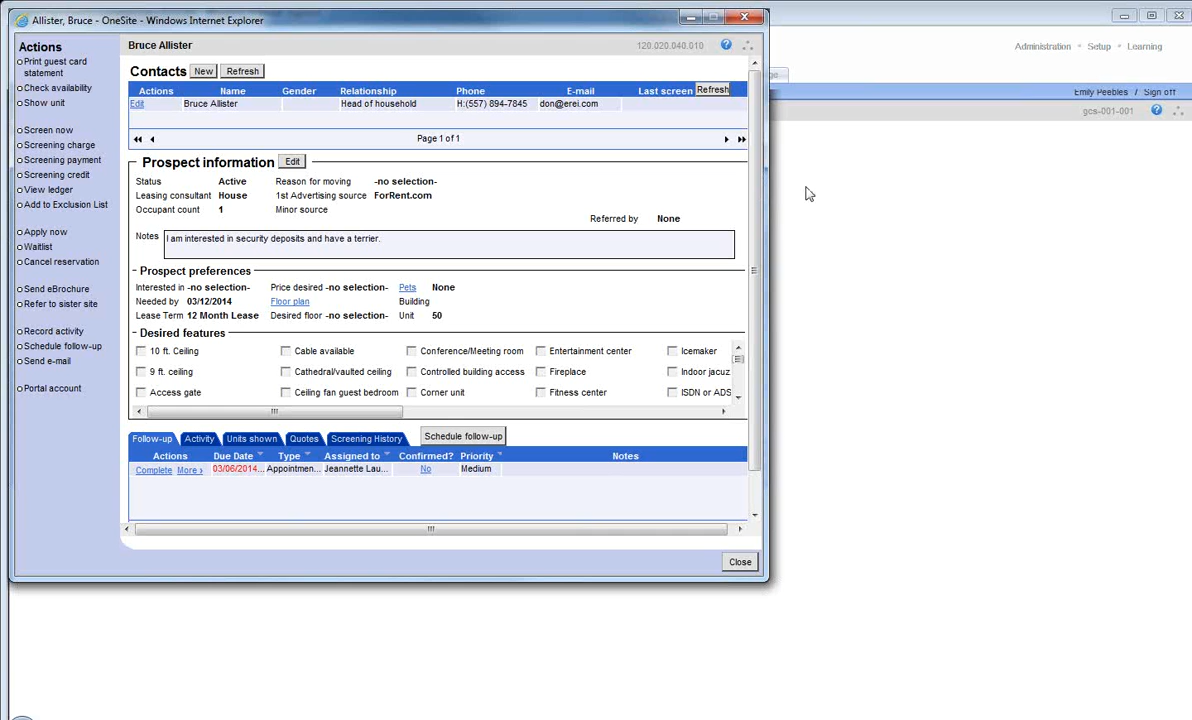 Allister, Bruce - OneSite - Windows Internet Explorer
Administration Setup Learning
Emily Peebles / Sign off
gcs-001-001
Actions
Print guest card
statement
Check availability
Show unit
Screen now
Screening charge
Screening payment
Screening credit
View ledger
Add to Exclusion List
Apply now
Waitlist
Cancel reservation
Send eBrochure
Refer to sister site
Record activity
Schedule follow-up
Send e-mail
Portal account
Bruce Allister 120.020.040.010
Contacts New Refresh
Actions Name Gender Relationship Phone E-mail Last screen Refresh
Edit Bruce Allister Head of household H:(557) 894-7845 don@erei.com
Page 1 of 1
Prospect information Edit
Status Active Reason for moving -no selection-
Leasing consultant House 1st Advertising source ForRent.com
Occupant count 1 Minor source
Referred by None
Notes I am interested in security deposits and have a terrier.
Prospect preferences
Interested in -no selection- Price desired -no selection- Pets None
Needed by 03/12/2014 Floor plan Building
Lease Term 12 Month Lease Desired floor -no selection- Unit 50
Desired features
10 ft. Ceiling Cable available Conference/Meeting room Entertainment center Icemaker
9 ft. ceiling Cathedral/vaulted ceiling Controlled building access Fireplace Indoor jacuz
Access gate Ceiling fan guest bedroom Corner unit Fitness center ISDN or ADS
Follow-up Activity Units shown Quotes Screening History Schedule follow-up
Actions Due Date Type Assigned to Confirmed? Priority Notes
Complete More › 03/06/2014... Appointmen... Jeannette Lau... No Medium
Close